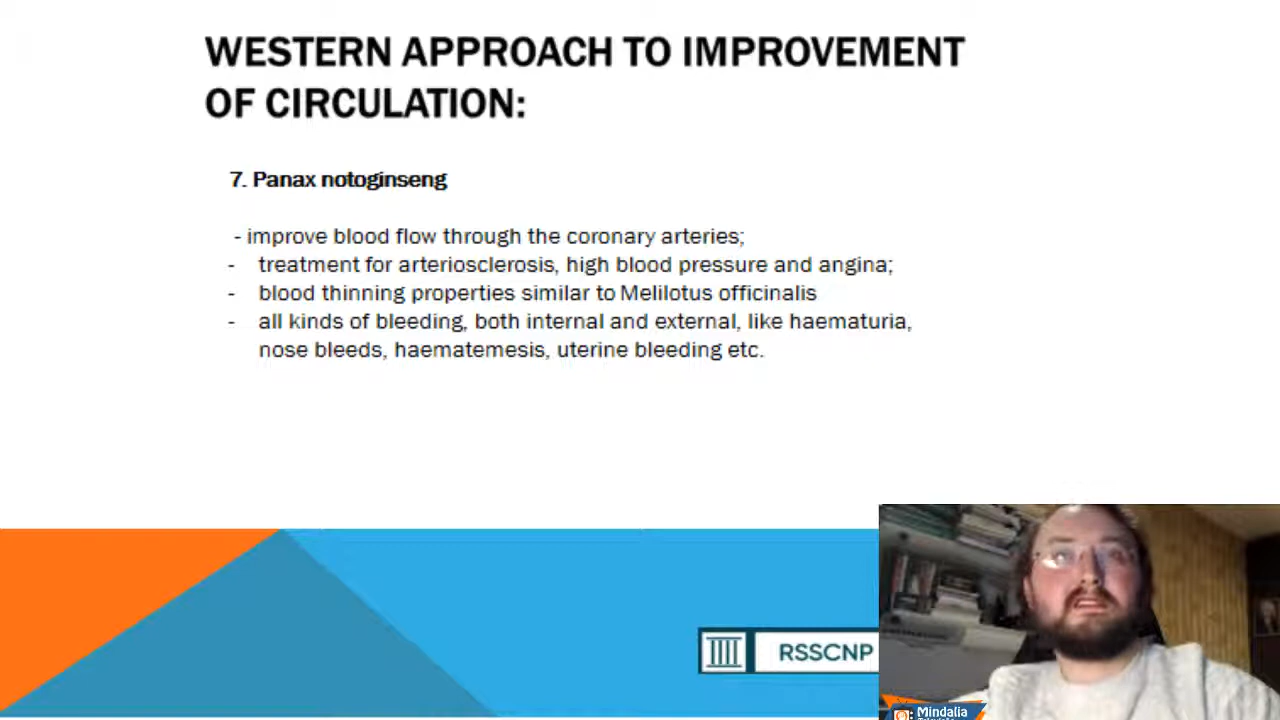 WESTERN APPROACH TO IMPROVEMENT
OF CIRCULATION:
7. Panax notoginseng
- improve blood flow through the coronary arteries;
- treatment for arteriosclerosis, high blood pressure and angina;
- blood thinning properties similar to Melilotus officinalis
- all kinds of bleeding, both internal and external, like haematuria,
nose bleeds, haematemesis, uterine bleeding etc.
RSSCNP
Mindalia